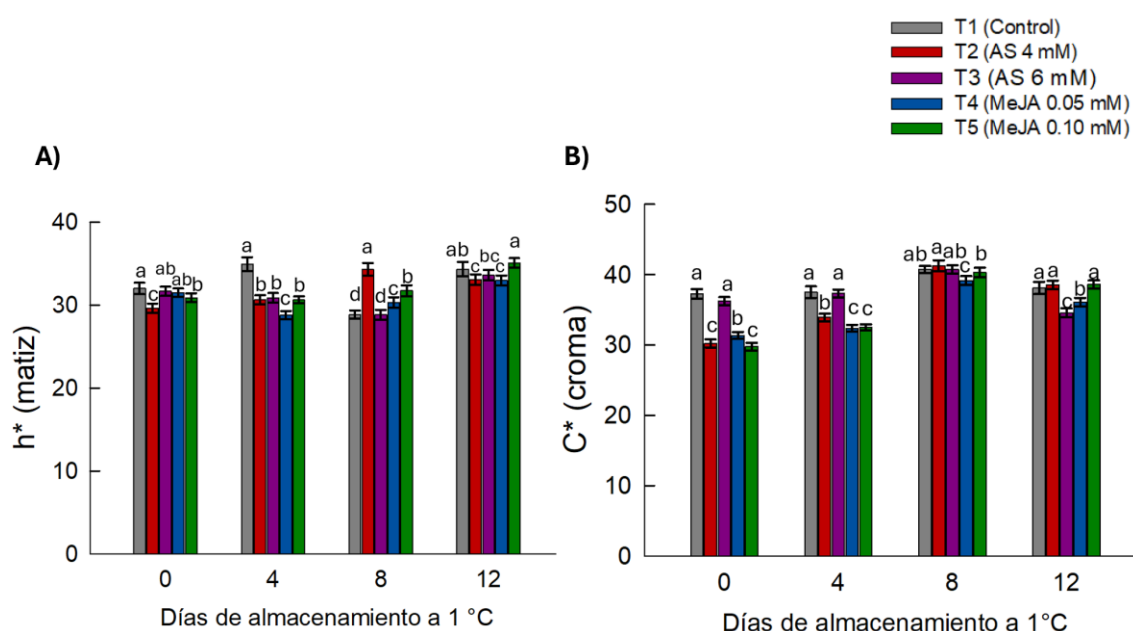 T1 (Control)
T2 (AS 4 mM)
T3 (AS 6 mM)
T4 (MeJA 0.05 mM)
T5 (MeJA 0.10 mM)
A)
h* (matiz)
40
30
20
10
0
a c ab ab b
a b b c b
d a d c b
ab c bc c a
0 4 8 12
Días de almacenamiento a 1 °C
B)
C* (croma)
50
40
30
20
10
0
a c a b c
a b a c c
ab a ab c b
a a c b a
0 4 8 12
Días de almacenamiento a 1°C